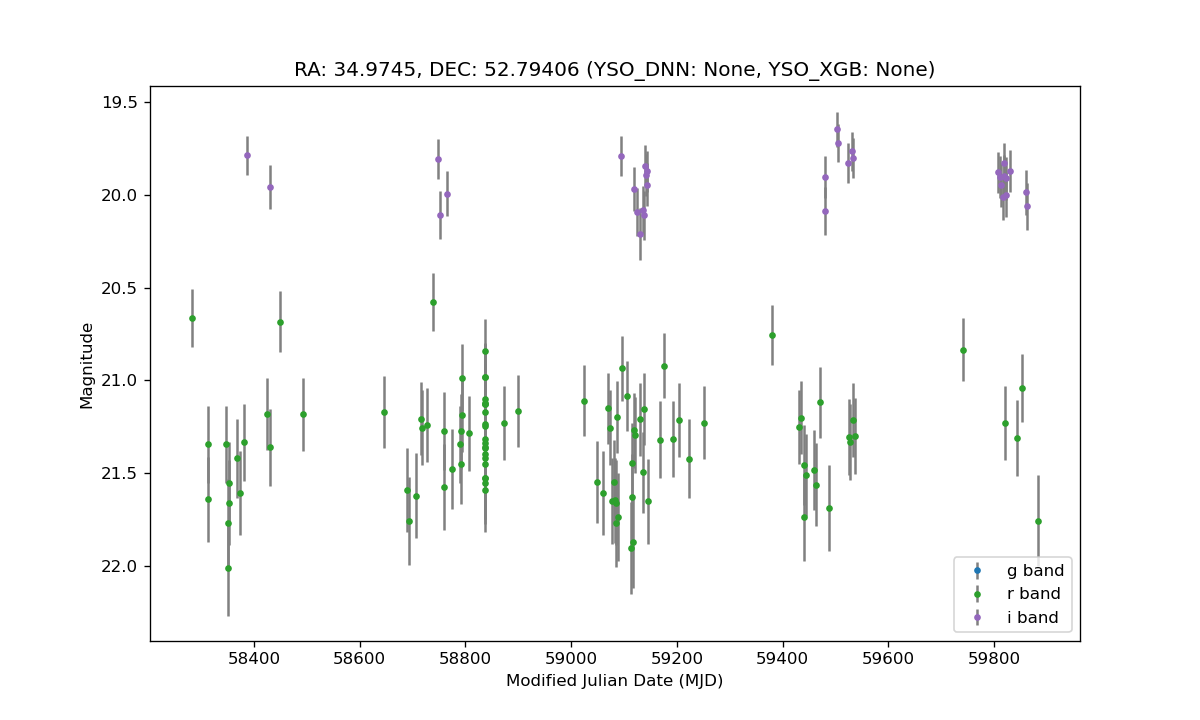 RA: 34.9745, DEC: 52.79406 (YSO_DNN: None, YSO_XGB: None)
19.5
20.0
20.5
21.0
21.5
22.0
Magnitude
g band
r band
i band
58400
58600
58800
59000
59200
59400
59600
59800
Modified Julian Date (MJD)